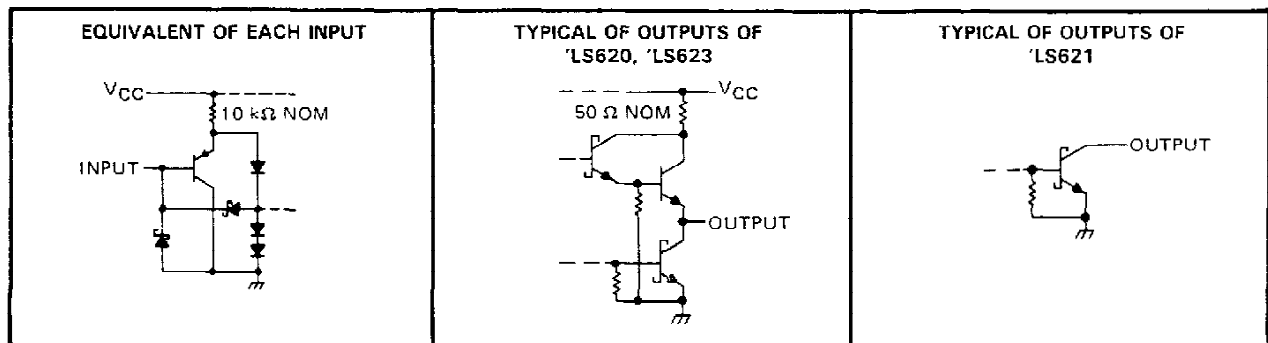 EQUIVALENT OF EACH INPUT
VCC
10 kΩ NOM
INPUT
TYPICAL OF OUTPUTS OF
'LS620, 'LS623
VCC
50 Ω NOM
OUTPUT
TYPICAL OF OUTPUTS OF
'LS621
OUTPUT